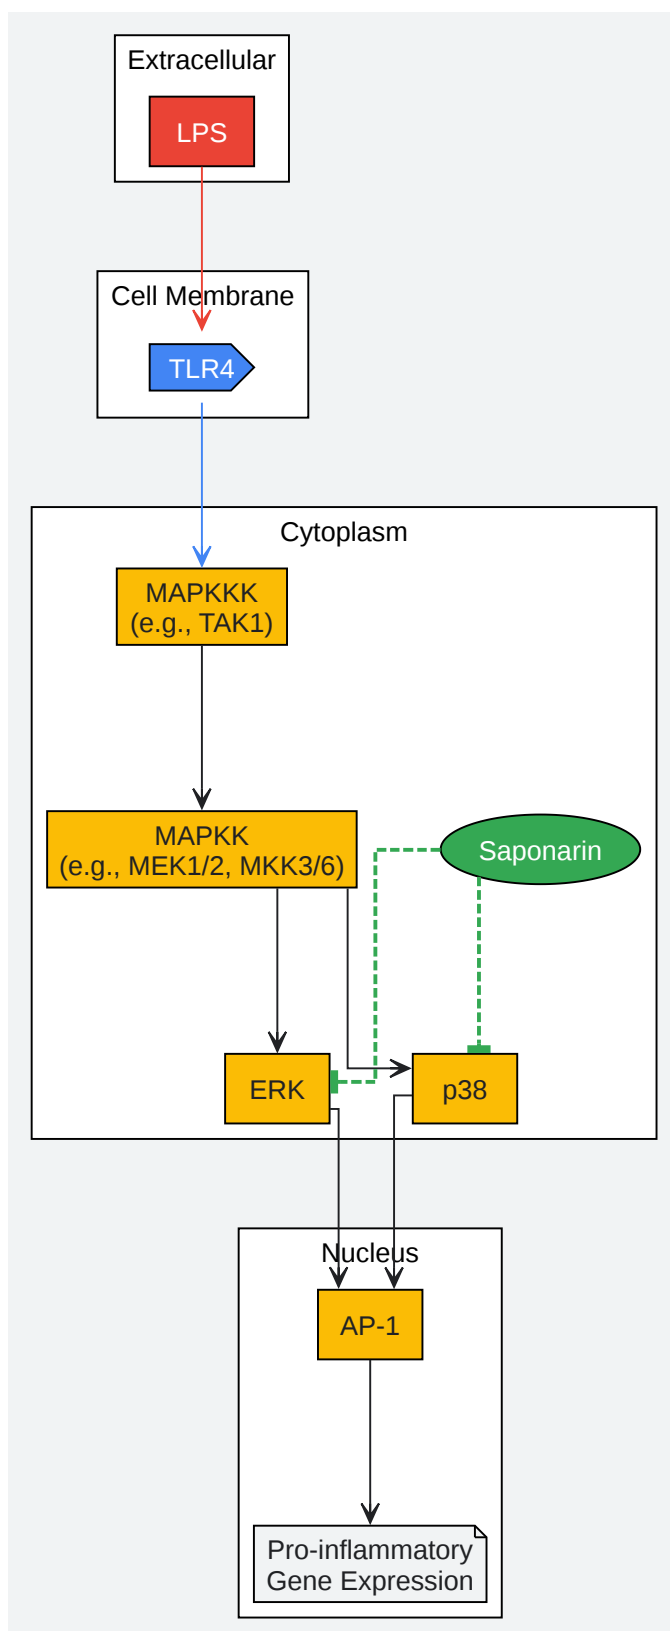 Extracellular
LPS
Cell Membrane
TLR4
Cytoplasm
MAPKKK
(e.g., TAK1)
MAPKK
(e.g., MEK1/2, MKK3/6)
Saponarin
ERK
p38
Nucleus
AP-1
Pro-inflammatory
Gene Expression